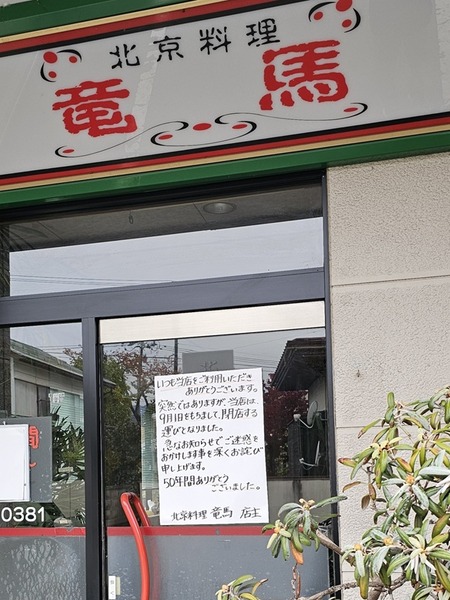 北京料理
竜馬
いつも当店をご利用いただき
ありがとうございます。
突然ではありますが、当店は、
9月1日をもちまして、閉店する
運びとなりました。
急なお知らせでご迷惑を
おかけします事を深くお詫び
申し上げます。
50年間ありがとう
ございました。
北京料理 竜馬 店主
0381